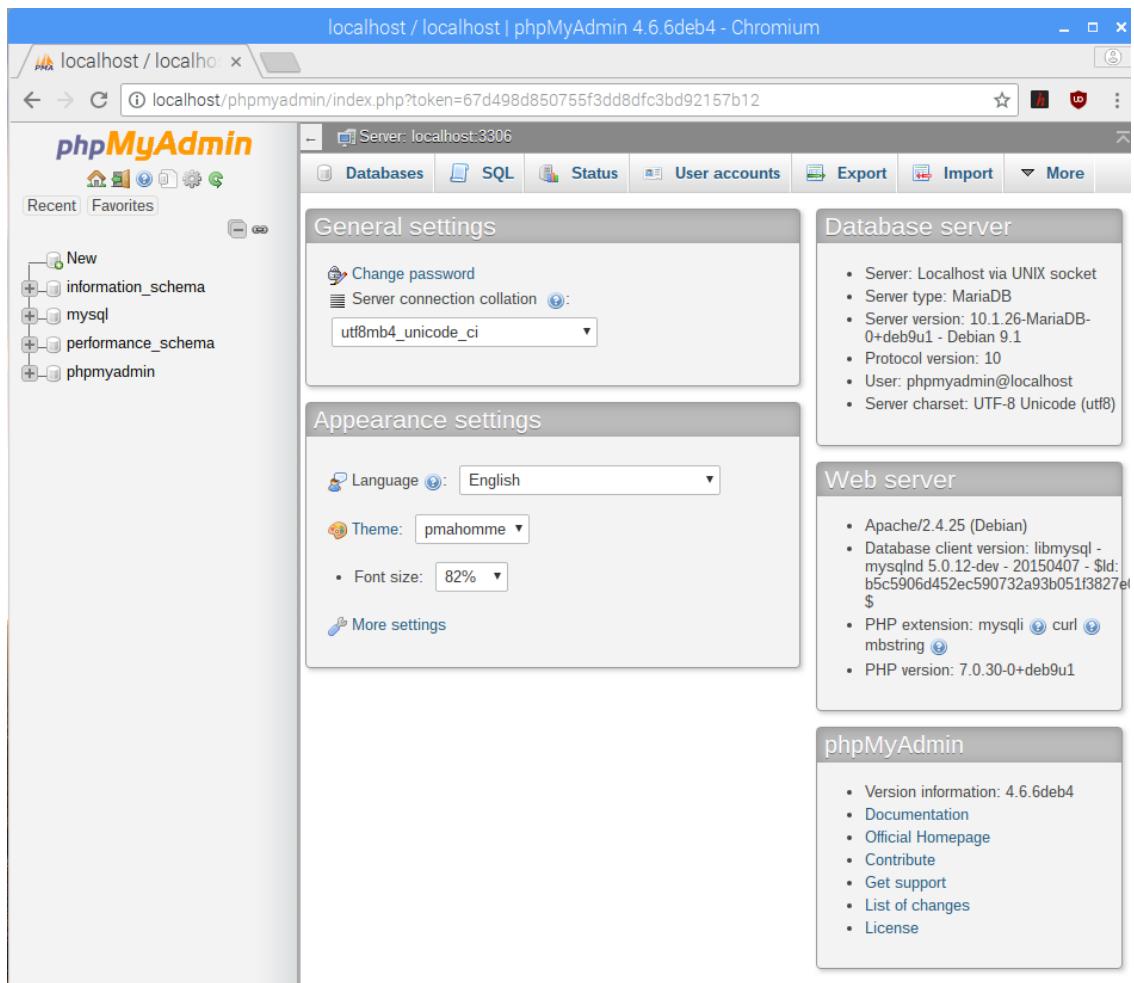 localhost / localhost | phpMyAdmin 4.6.6deb4 - Chromium
localhost / localho
localhost/phpmyadmin/index.php?token=67d498d850755f3dd8dfc3bd92157b12
phpMyAdmin
Recent Favorites
New
information_schema
mysql
performance_schema
phpmyadmin
Server: localhost:3306
Databases SQL Status User accounts Export Import More
General settings
Change password
Server connection collation :
utf8mb4_unicode_ci
Appearance settings
Language : English
Theme: pmahomme
• Font size: 82%
More settings
Database server
• Server: Localhost via UNIX socket
• Server type: MariaDB
• Server version: 10.1.26-MariaDB-
0+deb9u1 - Debian 9.1
• Protocol version: 10
• User: phpmyadmin@localhost
• Server charset: UTF-8 Unicode (utf8)
Web server
• Apache/2.4.25 (Debian)
• Database client version: libmysql -
mysqlnd 5.0.12-dev - 20150407 - $Id:
b5c5906d452ec590732a93b051f3827e
$
• PHP extension: mysqli curl
mbstring
• PHP version: 7.0.30-0+deb9u1
phpMyAdmin
• Version information: 4.6.6deb4
• Documentation
• Official Homepage
• Contribute
• Get support
• List of changes
• License